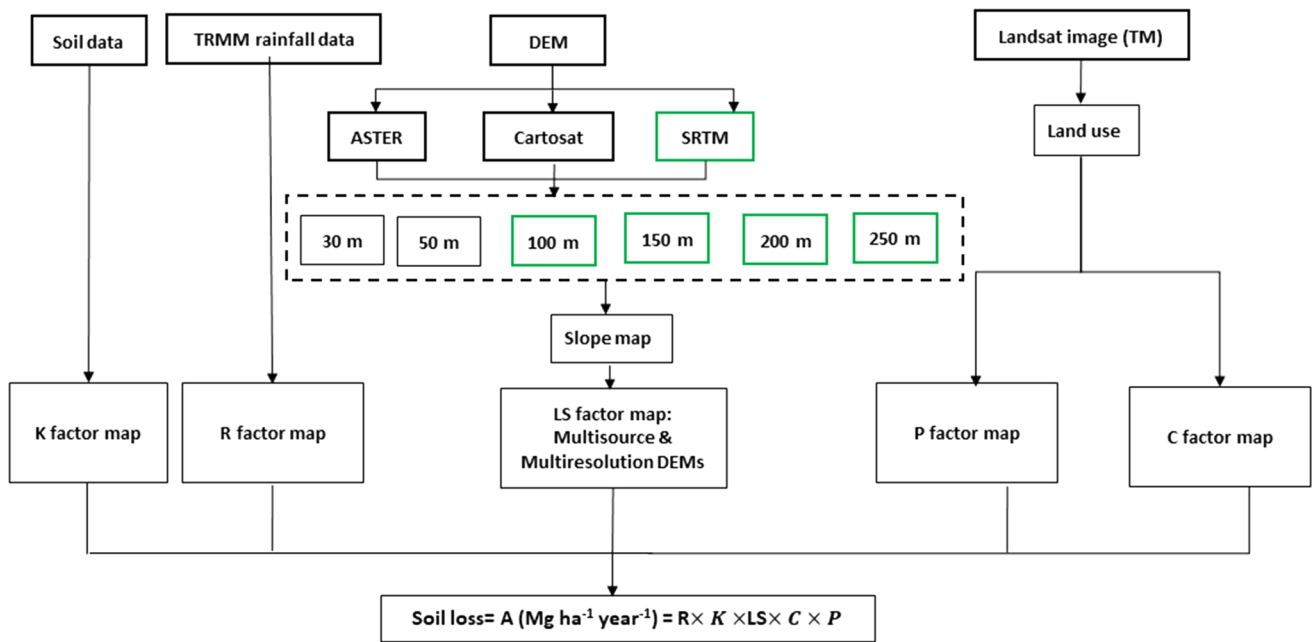 Soil data
TRMM rainfall data
DEM
Landsat image (TM)
ASTER
Cartosat
SRTM
Land use
30 m
50 m
100 m
150 m
200 m
250 m
Slope map
K factor map
R factor map
LS factor map:
Multisource &
Multiresolution DEMs
P factor map
C factor map
Soil loss= A (Mg ha⁻¹ year⁻¹) = R× K ×LS× C × P